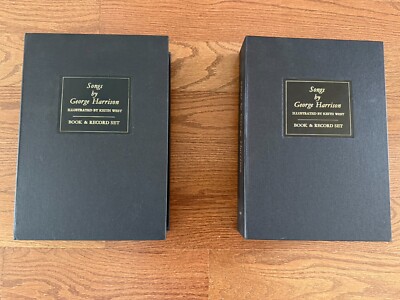 Songs
by
George Harrison
ILLUSTRATED BY KEITH WEST
BOOK & RECORD SET
Songs
by
George Harrison
ILLUSTRATED BY KEITH WEST
BOOK & RECORD SET